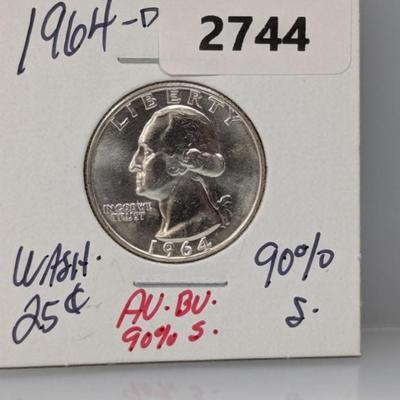 1964-D
2744
LIBERTY
IN GOD WE
TRUST
1964
WASH.
25¢
AU. BU.
90% S.
90%
S.